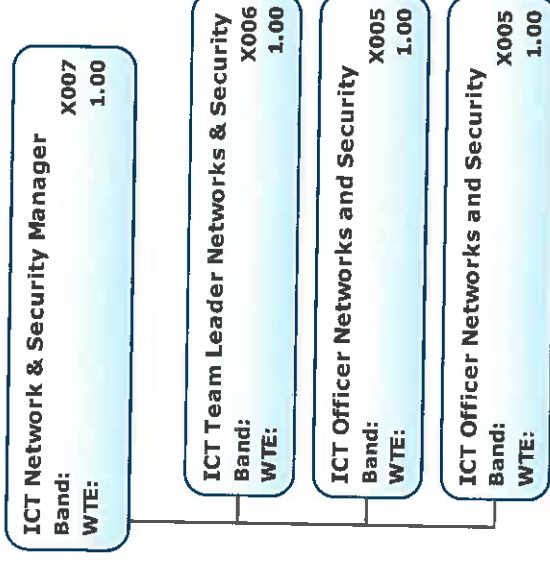 ICT Network & Security Manager
Band: X007
WTE: 1.00
ICT Team Leader Networks & Security
Band: X006
WTE: 1.00
ICT Officer Networks and Security
Band: X005
WTE: 1.00
ICT Officer Networks and Security
Band: X005
WTE: 1.00